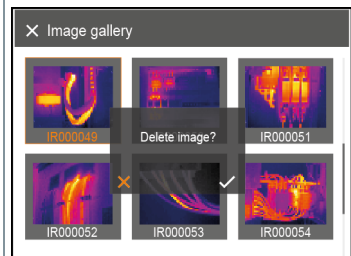 Image gallery
IR000049
Delete image?
IR000051
IR000052
IR000053
IR000054